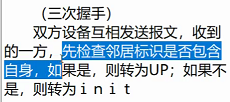 （三次握手）
双方设备互相发送报文，收到
的一方，先检查邻居标识是否包含
自身，如果是，则转为UP；如果不
是，则转为init